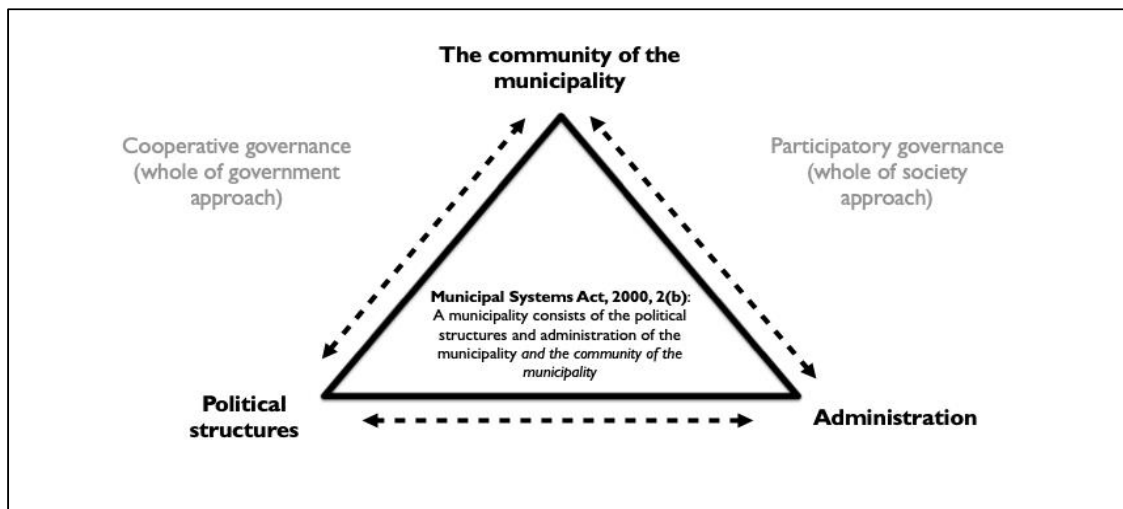 The community of the
municipality
Cooperative governance
(whole of government
approach)
Participatory governance
(whole of society
approach)
Municipal Systems Act, 2000, 2(b):
A municipality consists of the political
structures and administration of the
municipality and the community of the
municipality
Political
structures
Administration